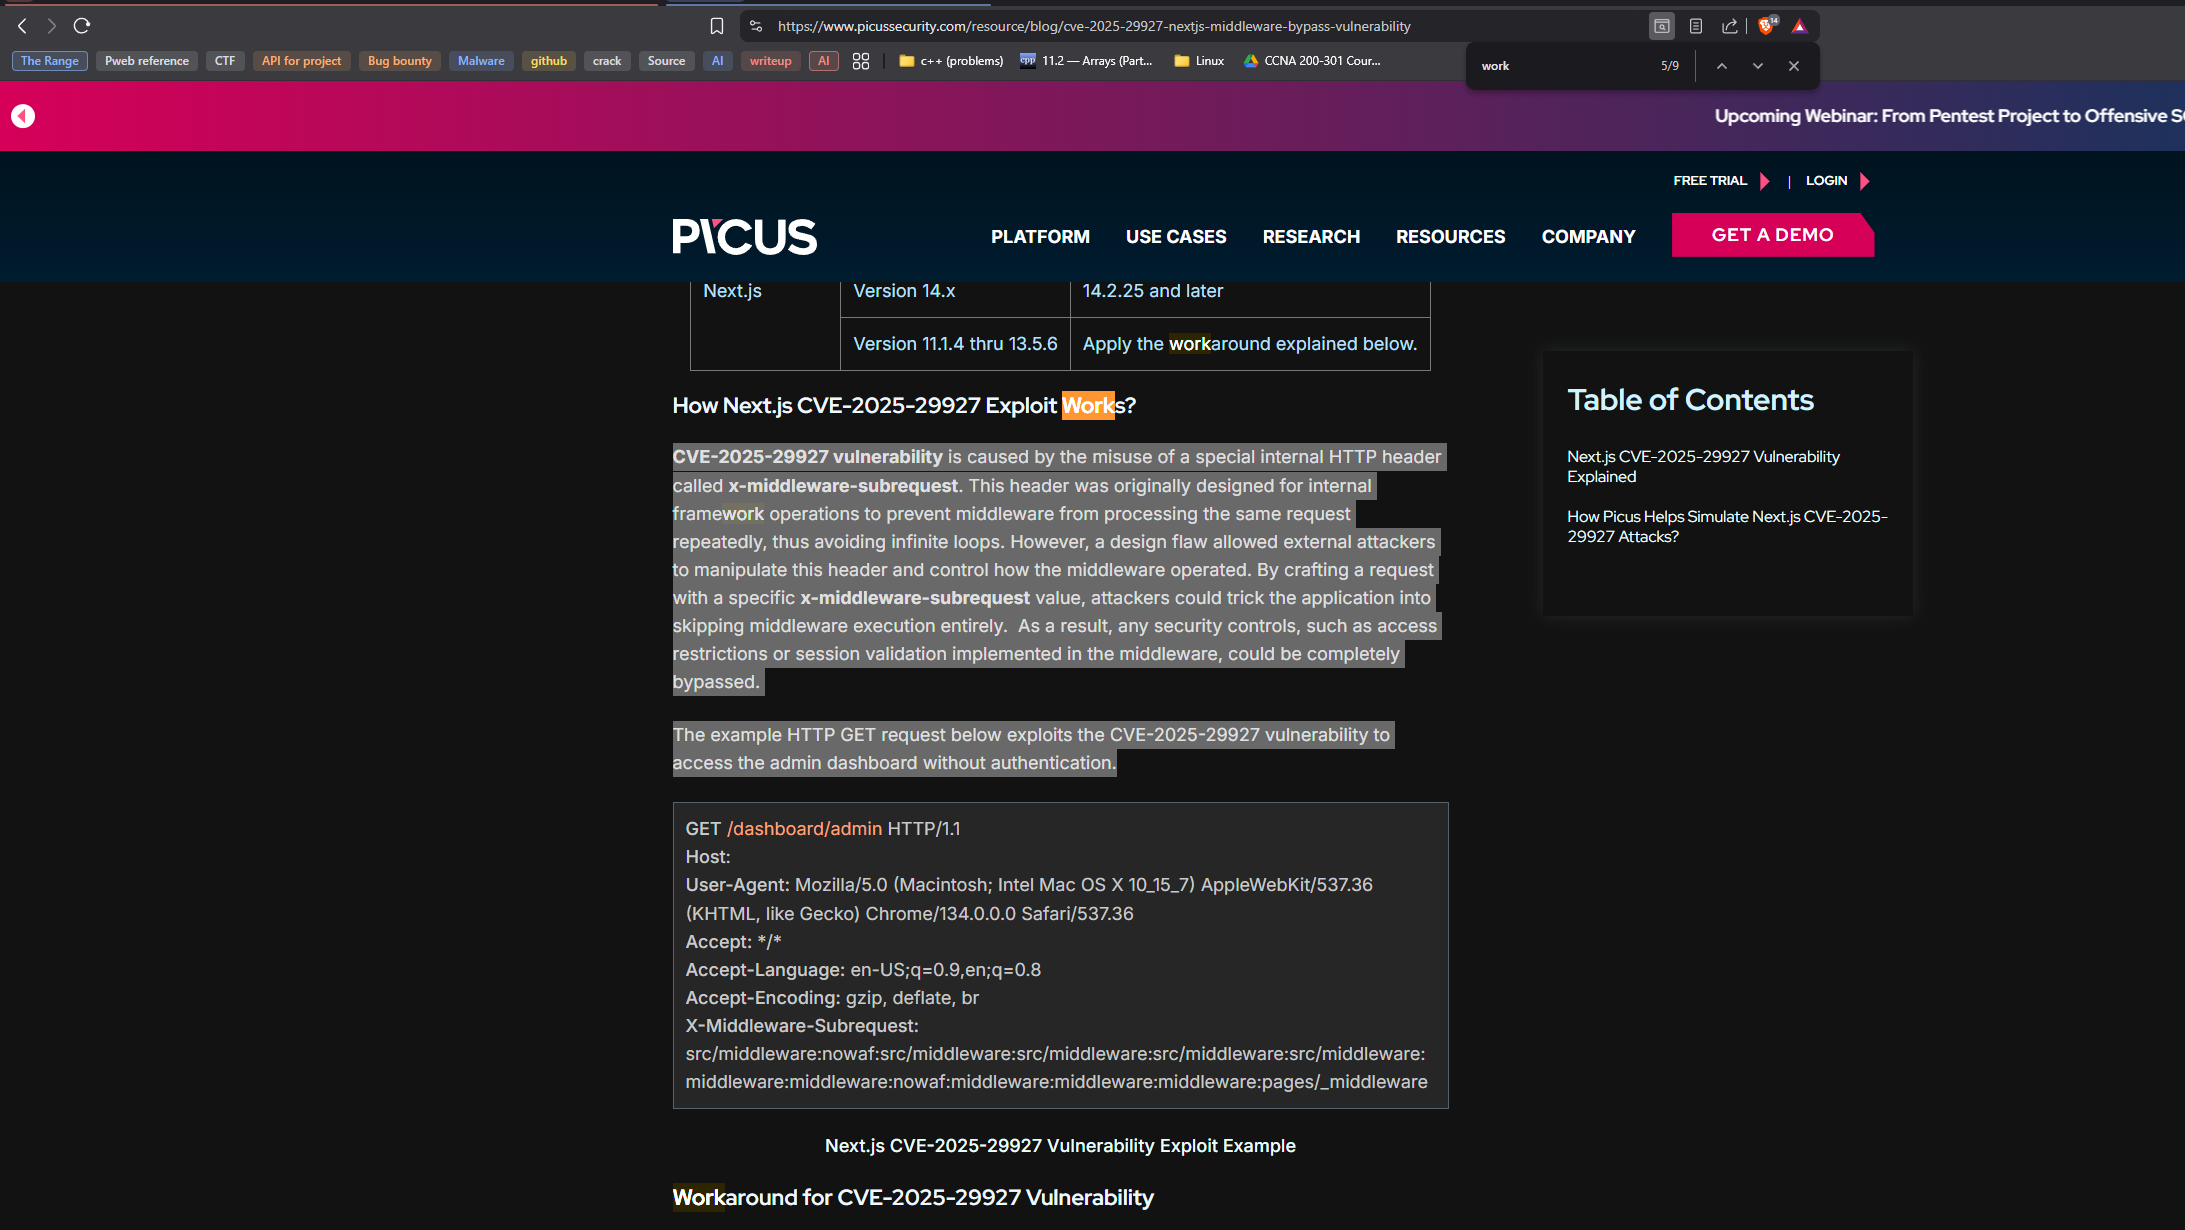 https://www.picussecurity.com/resource/blog/cve-2025-29927-nextjs-middleware-bypass-vulnerability
14
The Range
Pweb reference
CTF
API for project
Bug bounty
Malware
github
crack
Source
AI
writeup
AI
c++ (problems)
cpp
11.2 — Arrays (Part...
Linux
CCNA 200-301 Cour...
work
5/9
Upcoming Webinar: From Pentest Project to Offensive S
FREE TRIAL
|
LOGIN
PICUS
PLATFORM
USE CASES
RESEARCH
RESOURCES
COMPANY
GET A DEMO
Next.js
Version 14.x
14.2.25 and later
Version 11.1.4 thru 13.5.6
Apply the workaround explained below.
How Next.js CVE-2025-29927 Exploit Works?
CVE-2025-29927 vulnerability is caused by the misuse of a special internal HTTP header
called x-middleware-subrequest. This header was originally designed for internal
framework operations to prevent middleware from processing the same request
repeatedly, thus avoiding infinite loops. However, a design flaw allowed external attackers
to manipulate this header and control how the middleware operated. By crafting a request
with a specific x-middleware-subrequest value, attackers could trick the application into
skipping middleware execution entirely.  As a result, any security controls, such as access
restrictions or session validation implemented in the middleware, could be completely
bypassed.
The example HTTP GET request below exploits the CVE-2025-29927 vulnerability to
access the admin dashboard without authentication.
GET /dashboard/admin HTTP/1.1
Host:
User-Agent: Mozilla/5.0 (Macintosh; Intel Mac OS X 10_15_7) AppleWebKit/537.36
(KHTML, like Gecko) Chrome/134.0.0.0 Safari/537.36
Accept: */*
Accept-Language: en-US;q=0.9,en;q=0.8
Accept-Encoding: gzip, deflate, br
X-Middleware-Subrequest:
src/middleware:nowaf:src/middleware:src/middleware:src/middleware:src/middleware:
middleware:middleware:nowaf:middleware:middleware:middleware:pages/_middleware
Next.js CVE-2025-29927 Vulnerability Exploit Example
Workaround for CVE-2025-29927 Vulnerability
Table of Contents
Next.js CVE-2025-29927 Vulnerability
Explained
How Picus Helps Simulate Next.js CVE-2025-
29927 Attacks?